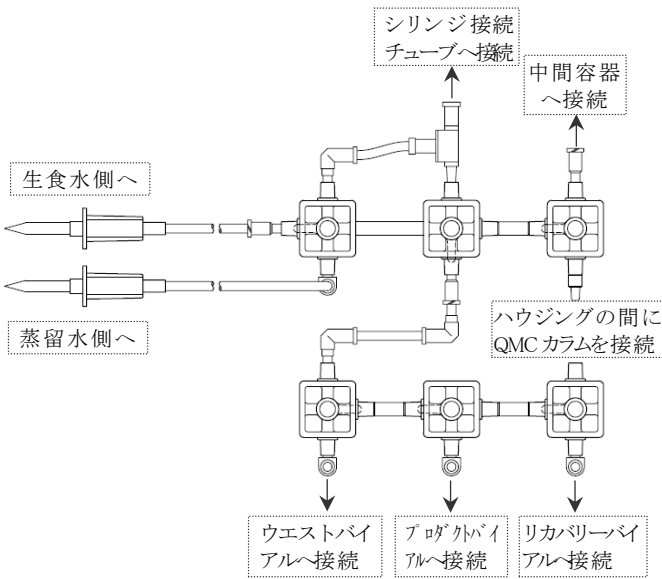 シリンジ接続
チューブへ接続
中間容器
へ接続
生食水側へ
蒸留水側へ
ハウジングの間に
QMCカラムを接続
ウエストバイ
アルへ接続
プロダクトバイ
アルへ接続
リカバリーバイ
アルへ接続